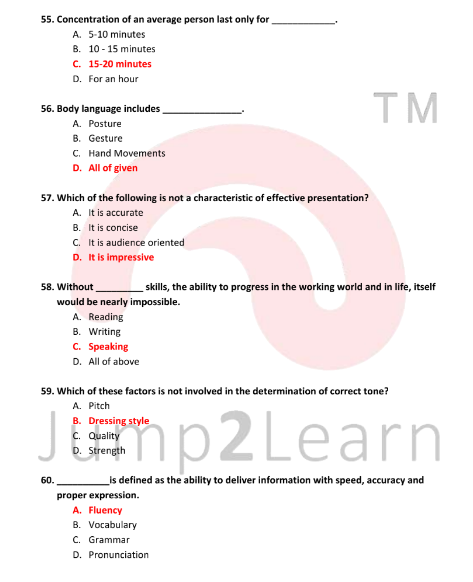 55. Concentration of an average person last only for ____________.
A. 5-10 minutes
B. 10 - 15 minutes
C. 15-20 minutes
D. For an hour
56. Body language includes _______________.
A. Posture
B. Gesture
C. Hand Movements
D. All of given
TM
57. Which of the following is not a characteristic of effective presentation?
A. It is accurate
B. It is concise
C. It is audience oriented
D. It is impressive
58. Without _________ skills, the ability to progress in the working world and in life, itself
would be nearly impossible.
A. Reading
B. Writing
C. Speaking
D. All of above
59. Which of these factors is not involved in the determination of correct tone?
A. Pitch
B. Dressing style
C. Quality
D. Strength
Jump2Learn
60. __________is defined as the ability to deliver information with speed, accuracy and
proper expression.
A. Fluency
B. Vocabulary
C. Grammar
D. Pronunciation